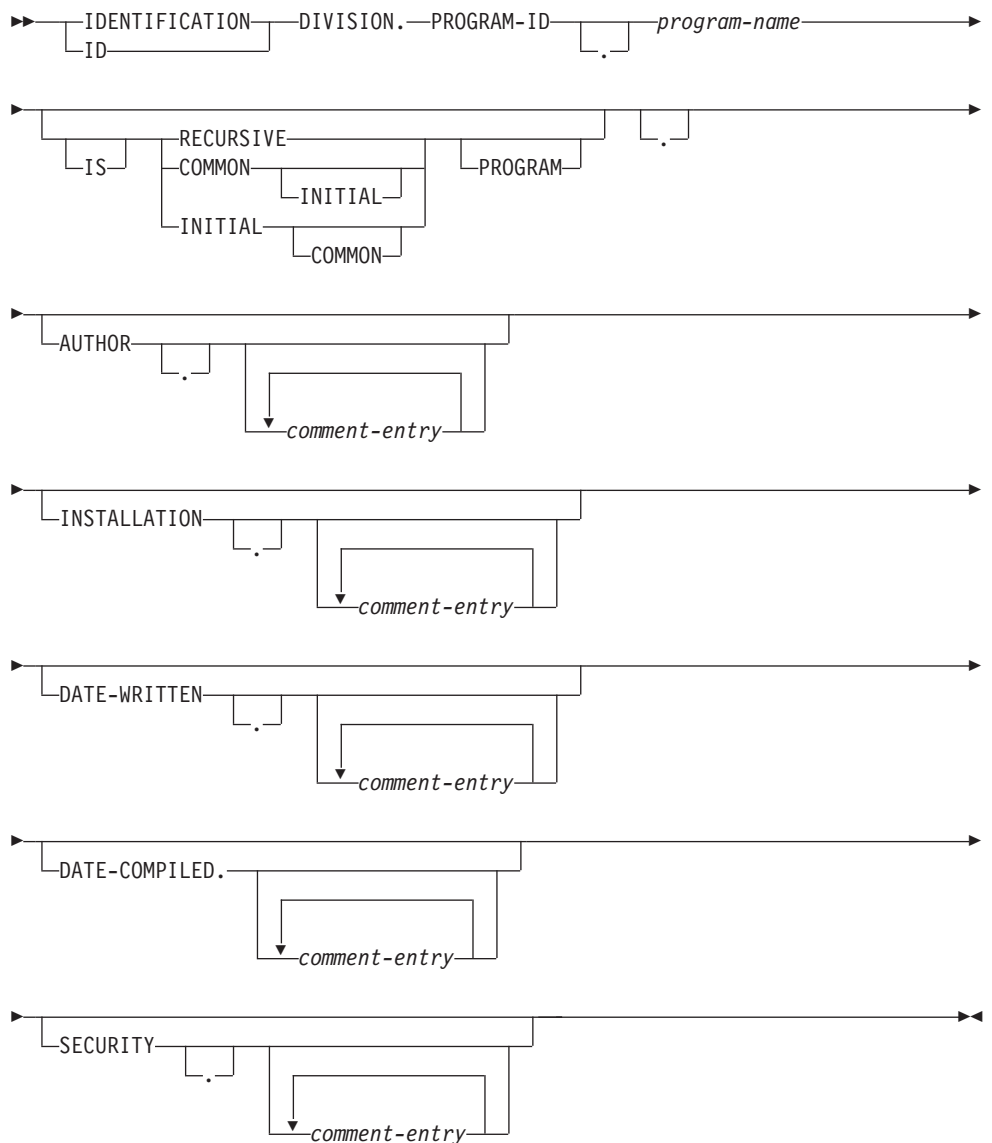 IDENTIFICATION DIVISION. PROGRAM-ID . program-name
ID
IS RECURSIVE PROGRAM .
COMMON INITIAL
INITIAL COMMON
AUTHOR . comment-entry
INSTALLATION . comment-entry
DATE-WRITTEN . comment-entry
DATE-COMPILED. comment-entry
SECURITY . comment-entry